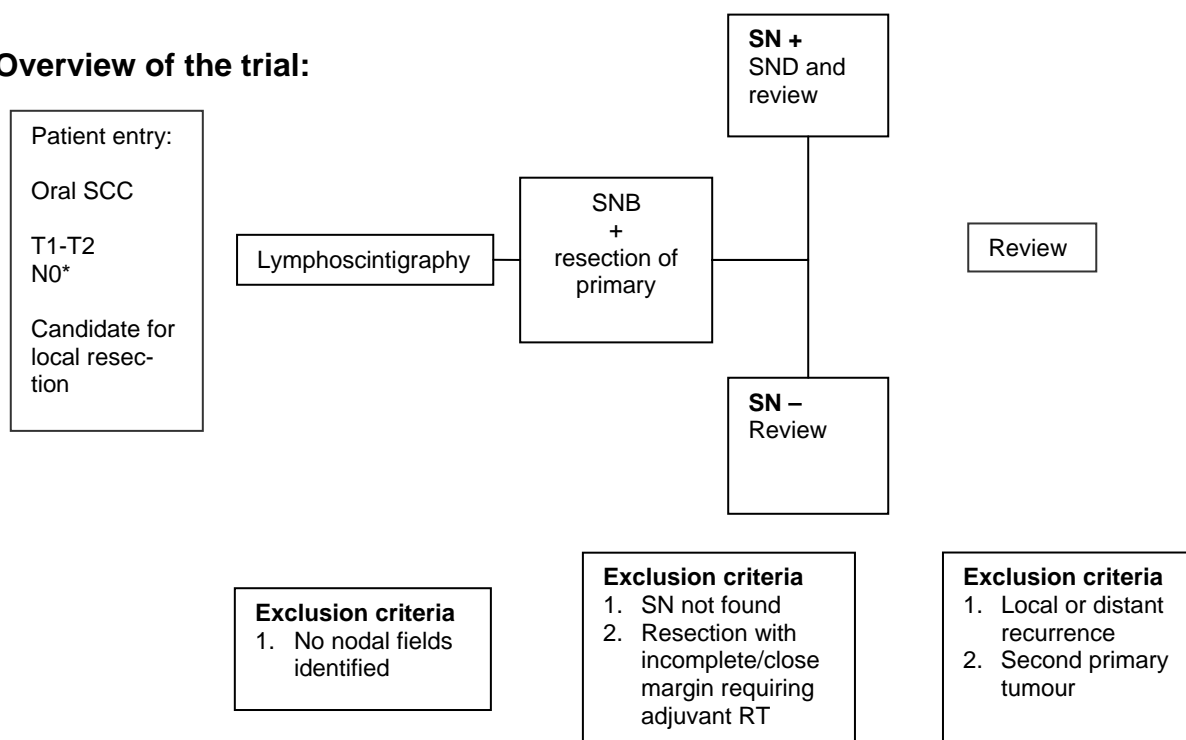 Overview of the trial:
Patient entry:
Oral SCC
T1-T2
N0*
Candidate for
local resec-
tion
Lymphoscintigraphy
SNB
+
resection of
primary
SN +
SND and
review
SN –
Review
Review
Exclusion criteria
1. No nodal fields
identified
Exclusion criteria
1. SN not found
2. Resection with
incomplete/close
margin requiring
adjuvant RT
Exclusion criteria
1. Local or distant
recurrence
2. Second primary
tumour